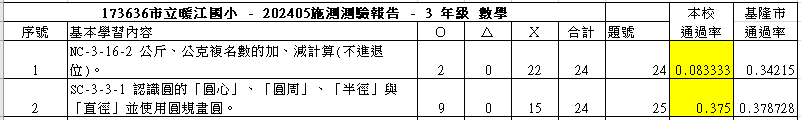 173636市立暖江國小 - 202405施測測驗報告 - 3 年級 數學 本校通過率 基隆市通過率
序號 基本學習內容 O △ X 合計 題號
1 NC-3-16-2 公斤、公克複名數的加、減計算(不進退位)。 2 0 22 24 24 0.083333 0.34215
2 SC-3-3-1 認識圓的「圓心」、「圓周」、「半徑」與「直徑」並使用圓規畫圓。 9 0 15 24 25 0.375 0.378728